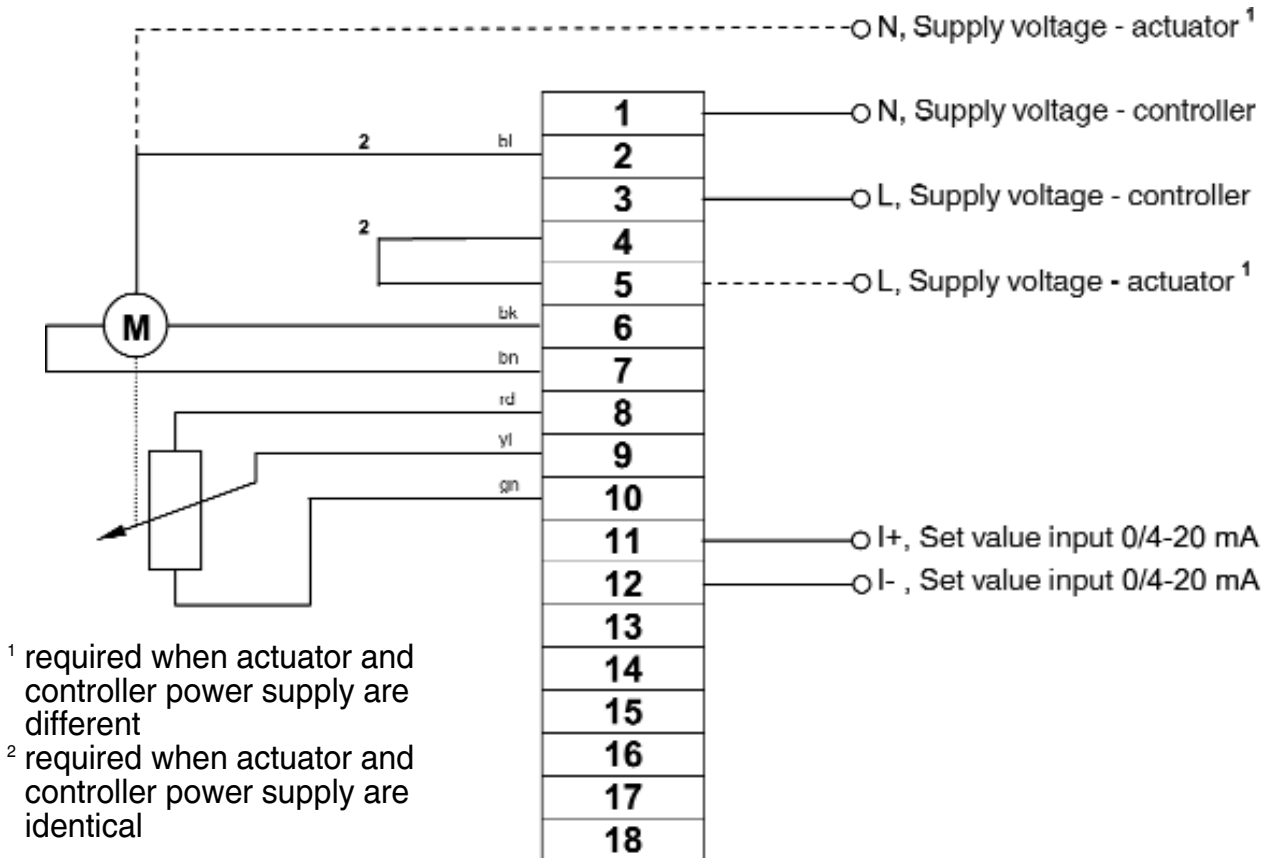 N, Supply voltage - actuator ¹
1 N, Supply voltage - controller
2 bl 2
3 L, Supply voltage - controller
2 4
5 L, Supply voltage - actuator ¹
M bk 6
bn 7
rd 8
yl 9
gn 10
11 I+, Set value input 0/4-20 mA
12 I- , Set value input 0/4-20 mA
13
14
15
16
17
18
¹ required when actuator and
controller power supply are
different
² required when actuator and
controller power supply are
identical